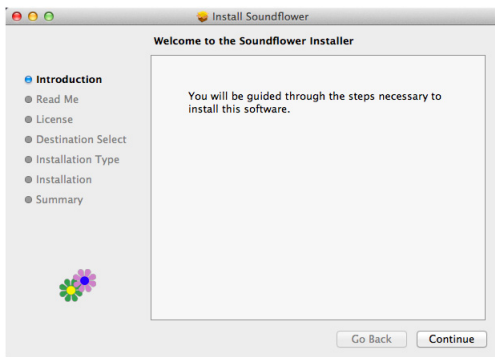 Install Soundflower
Welcome to the Soundflower Installer
Introduction
Read Me
License
Destination Select
Installation Type
Installation
Summary
You will be guided through the steps necessary to
install this software.
Go Back
Continue